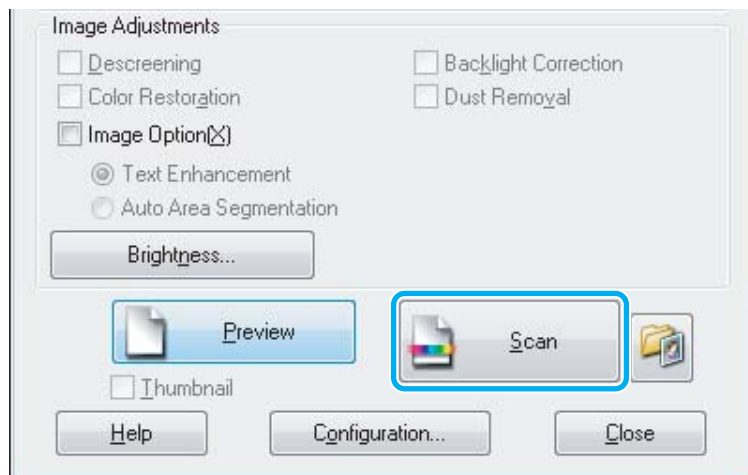 Image Adjustments
Descreening Backlight Correction
Color Restoration Dust Removal
Image Option(X)
Text Enhancement
Auto Area Segmentation
Brightness...
Preview Scan
Thumbnail
Help Configuration... Close